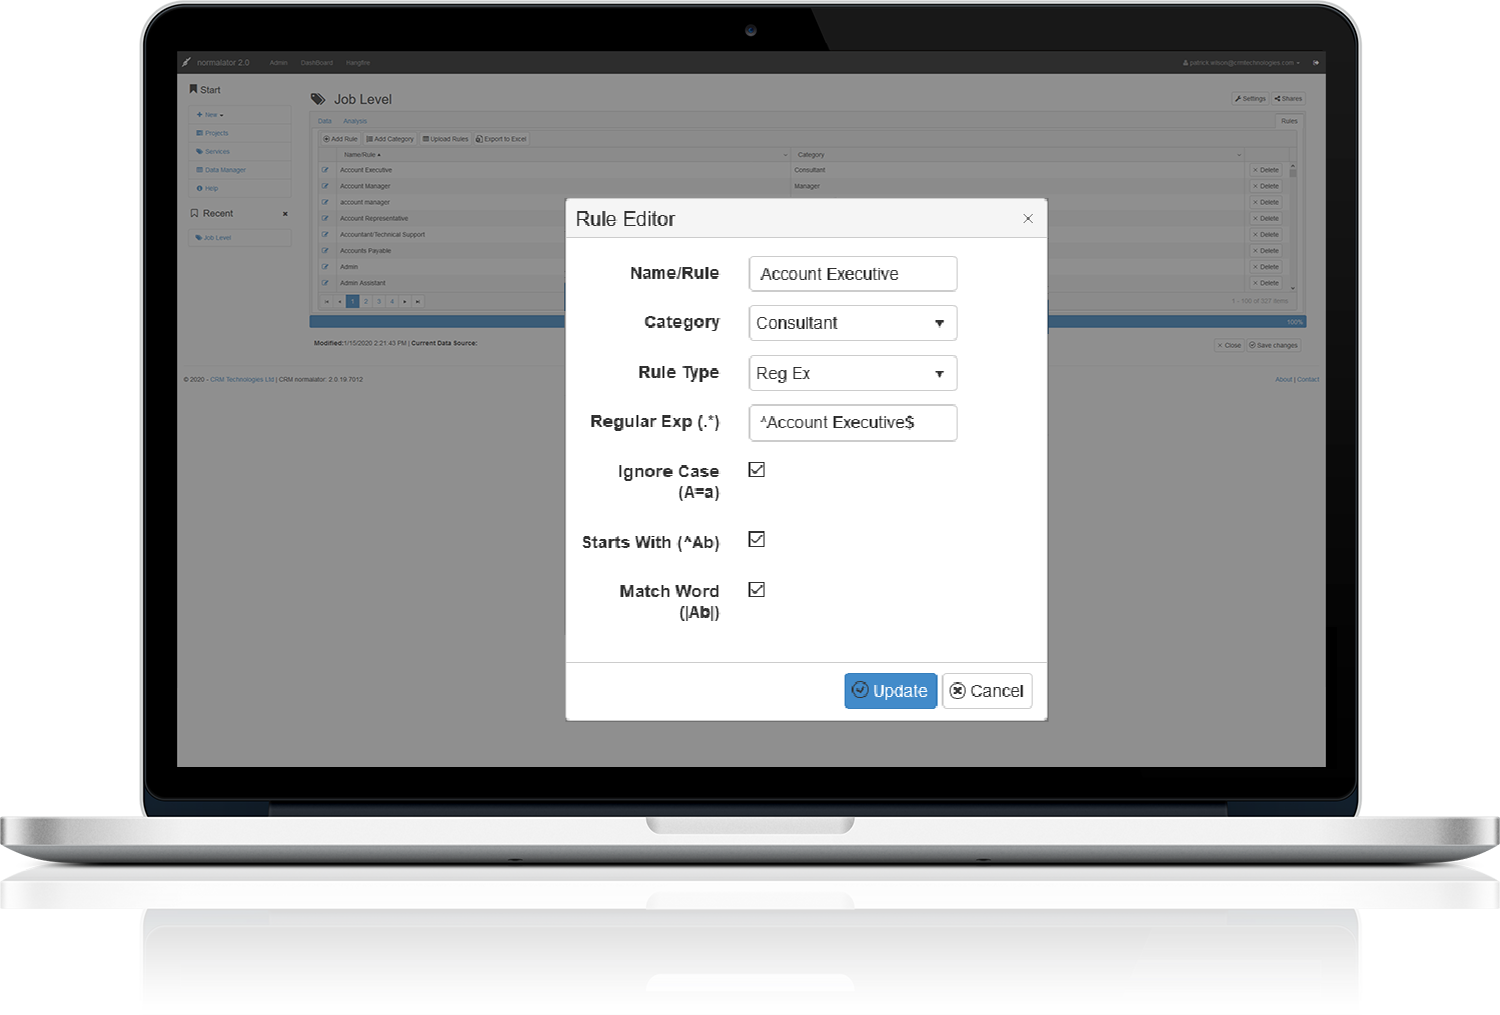 normalator 2.0 Admin Dashboard Hangfire patrick.wilson@crmtechnologies.com
Start
New
Projects
Services
Data Manager
Help
Recent
Job Level
Job Level
Settings Shares
Data Analysis Rules
Add Rule Add Category Upload Rules Export to Excel
Name/Rule Category
Account Executive Consultant Delete
Account Manager Manager Delete
account manager Delete
Account Representative Delete
Accountant/Technical Support Delete
Accounts Payable Delete
Admin Delete
Admin Assistant Delete
1 2 3 4 1 - 100 of 327 items
100%
Modified:1/15/2020 2:21:43 PM | Current Data Source: Close Save changes
© 2020 - CRM Technologies Ltd | CRM normalator: 2.0.19.7012 About | Contact
Rule Editor
Name/Rule Account Executive
Category Consultant
Rule Type Reg Ex
Regular Exp (.*) ^Account Executive$
Ignore Case
(A=a)
Starts With (^Ab)
Match Word
(|Ab|)
Update Cancel